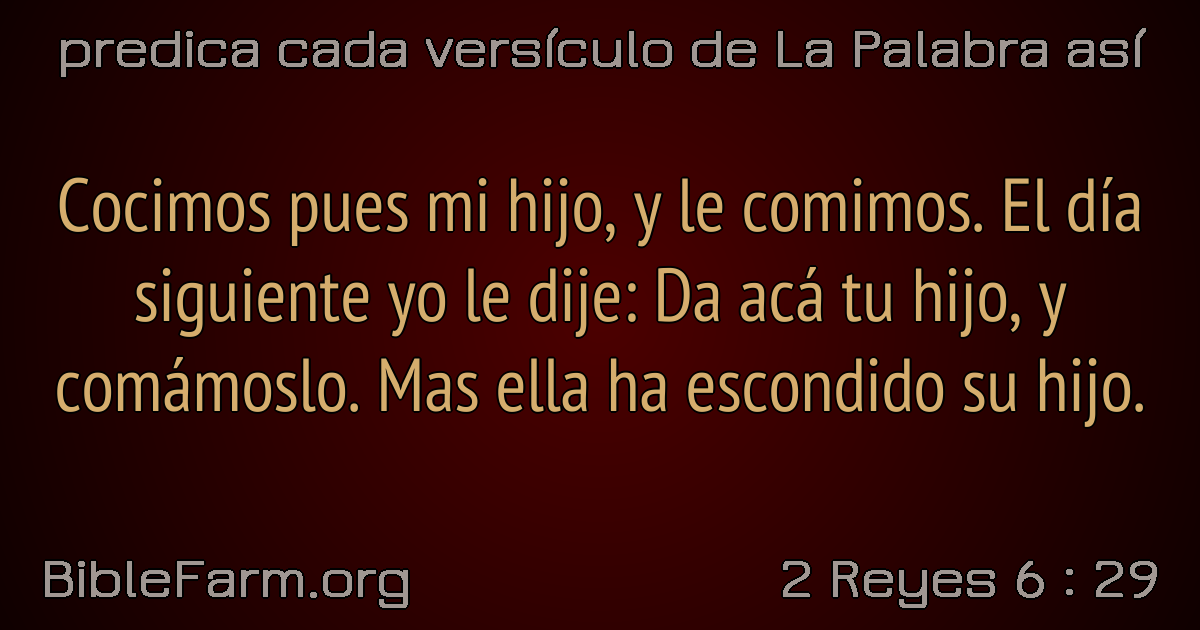 predica cada versículo de La Palabra así
Cocimos pues mi hijo, y le comimos. El día
siguiente yo le dije: Da acá tu hijo, y
comámoslo. Mas ella ha escondido su hijo.
BibleFarm.org
2 Reyes 6 : 29